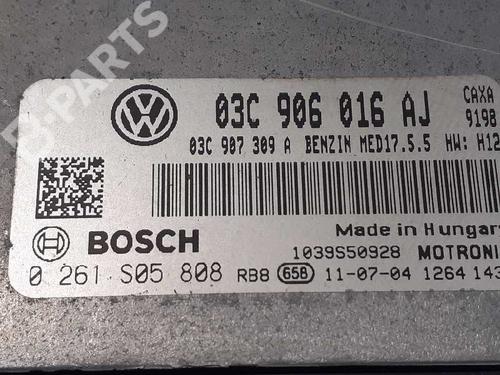 03C 906 016 AJ CAXA
9198
03C 907 309 A BENZIN MED17.5.5 HW: H12
Made in Hungary
BOSCH 1039S50928 MOTRONI
0 261 S05 808 RB8 658 11-07-04 1264 143
B-PARTS